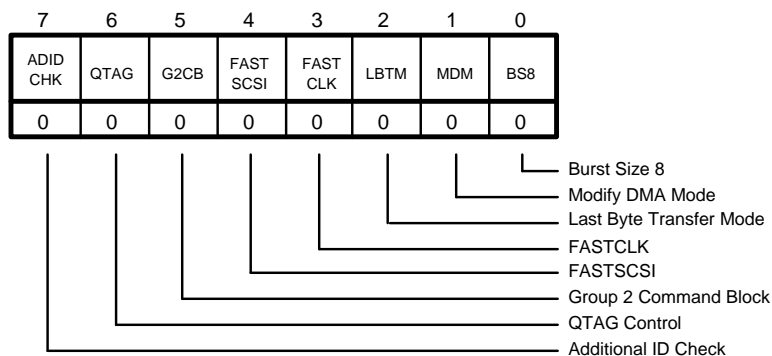 7 6 5 4 3 2 1 0
ADID CHK QTAG G2CB FAST SCSI FAST CLK LBTM MDM BS8
0 0 0 0 0 0 0 0
Burst Size 8
Modify DMA Mode
Last Byte Transfer Mode
FASTCLK
FASTSCSI
Group 2 Command Block
QTAG Control
Additional ID Check